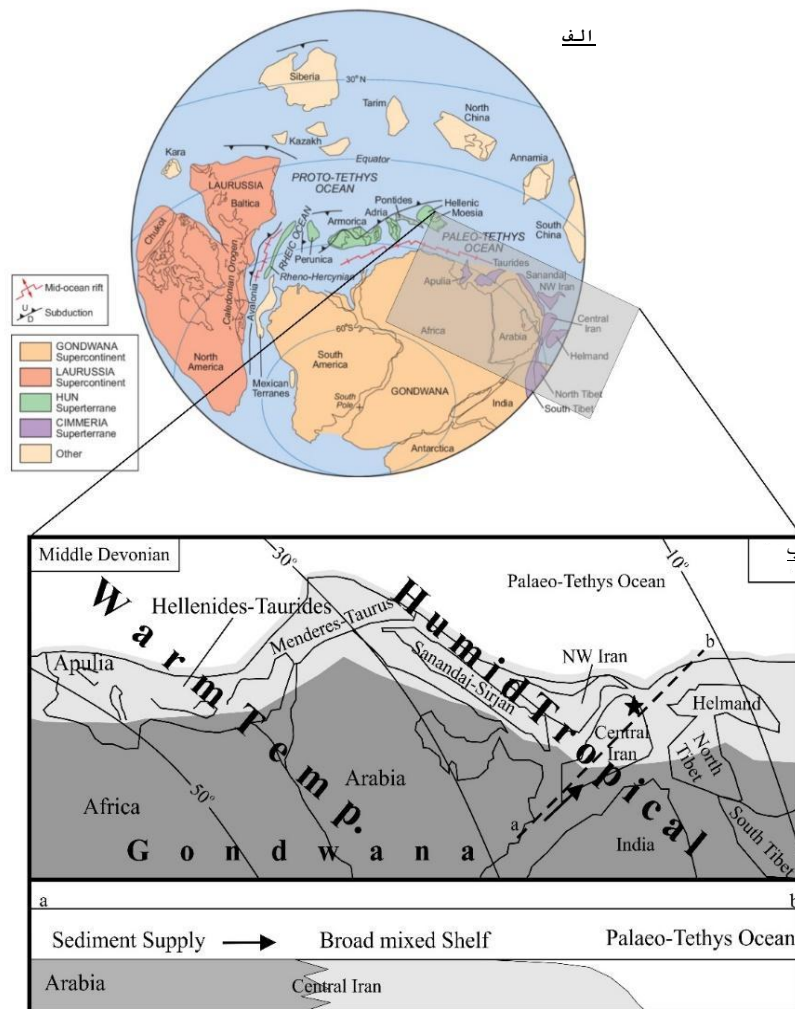 الف
Siberia
30° N
Tarim
North
China
Kazakh
Kara
Equator
Annamia
LAURUSSIA
PROTO-TETHYS
OCEAN
Baltica
Pontides
Hellenic
Adria
Moesia
Armorica
South
China
Chukot
RHEIC OCEAN
PALEO-TETHYS
OCEAN
Perunica
Taurides
Sanandaj
NW Iran
Rheno-Hercynian
Apulia
Caledonian Orogen
Avalonia
Central
Iran
Africa
Arabia
Helmand
60°S
North
America
South
America
GONDWANA
Mexican
Terranes
South
Pole
India
North Tibet
South Tibet
Antarctica
Mid-ocean rift
U
D
Subduction
GONDWANA
Supercontinent
LAURUSSIA
Supercontinent
HUN
Superterrane
CIMMERIA
Superterrane
Other
Middle Devonian
ب
30°
10°
Palaeo-Tethys Ocean
Warm Temp.
Humid Tropical
Hellenides-Taurides
Menderes-Taurus
b
Apulia
Sanandaj-Sirjan
NW Iran
Helmand
Central
Iran
North
Tibet
Arabia
Africa
50°
a
India
South Tibet
Gondwana
a
b
Sediment Supply
Broad mixed Shelf
Palaeo-Tethys Ocean
Arabia
Central Iran